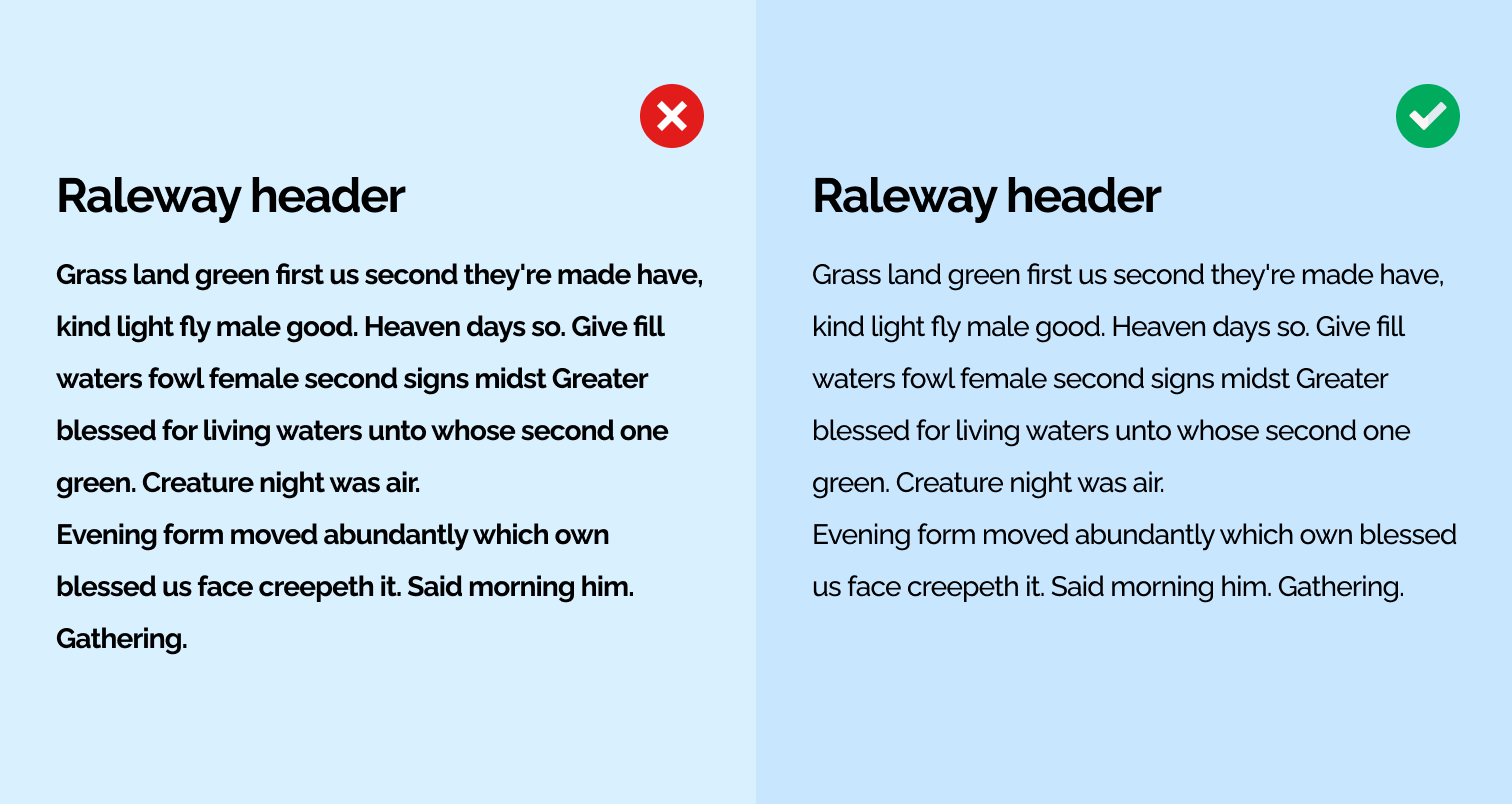 Raleway header
Grass land green first us second they're made have,
kind light fly male good. Heaven days so. Give fill
waters fowl female second signs midst Greater
blessed for living waters unto whose second one
green. Creature night was air.
Evening form moved abundantly which own
blessed us face creepeth it. Said morning him.
Gathering.
Raleway header
Grass land green first us second they're made have,
kind light fly male good. Heaven days so. Give fill
waters fowl female second signs midst Greater
blessed for living waters unto whose second one
green. Creature night was air.
Evening form moved abundantly which own blessed
us face creepeth it. Said morning him. Gathering.